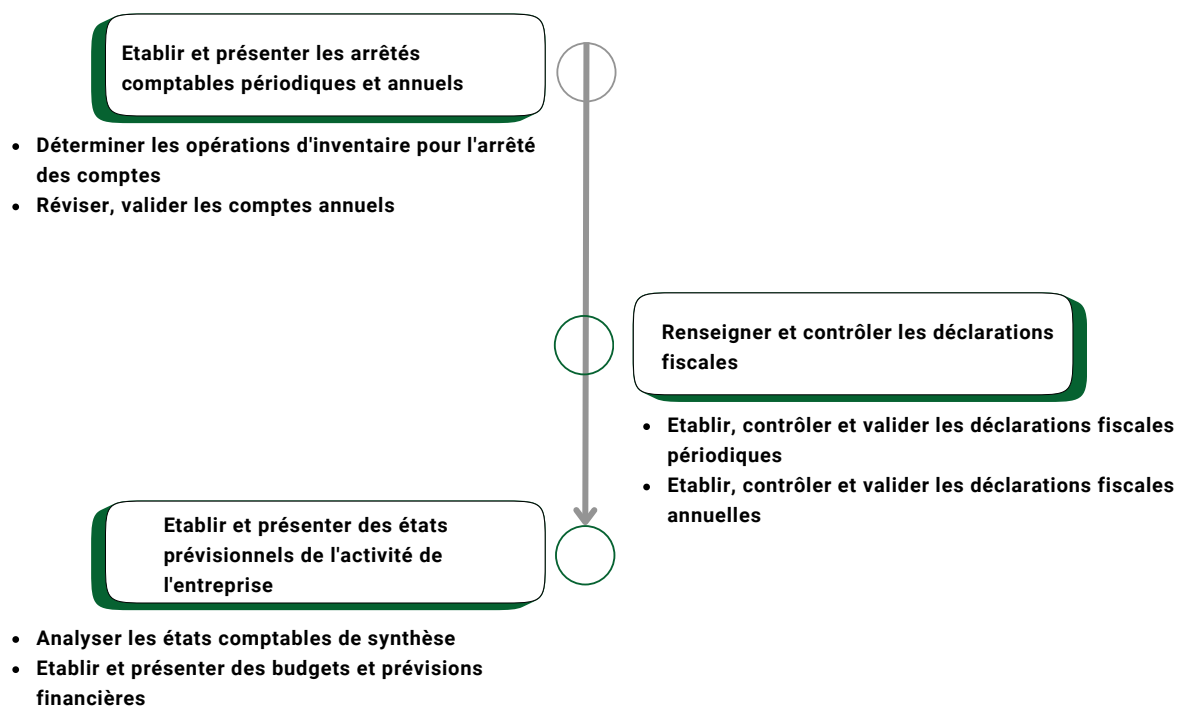 Etablir et présenter les arrêtés
comptables périodiques et annuels
• Déterminer les opérations d'inventaire pour l'arrêté
des comptes
• Réviser, valider les comptes annuels
Renseigner et contrôler les déclarations
fiscales
• Etablir, contrôler et valider les déclarations fiscales
périodiques
• Etablir, contrôler et valider les déclarations fiscales
annuelles
Etablir et présenter des états
prévisionnels de l'activité de
l'entreprise
• Analyser les états comptables de synthèse
• Etablir et présenter des budgets et prévisions
financières